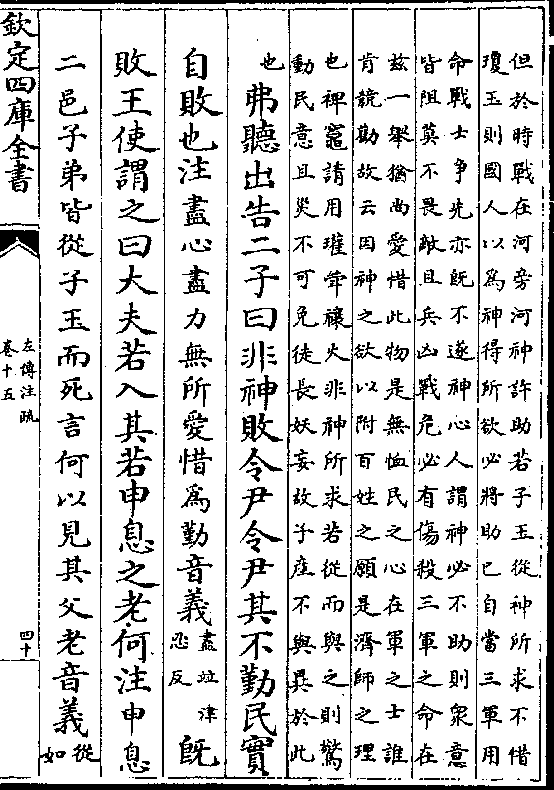 但於時戰在河旁河神許助若子玉從神所求不惜
瓊玉則國人以為神得所欲必將助已自當三軍用
命戰士爭先亦既不遂神心人謂神必不助則衆意
皆阻莫不畏敵且兵凶戰危必有傷殺三軍之命在
兹一舉猶尚愛惜此物是無恤民之心在軍之士誰
肯競勸故云因神之欲以附百姓之願是濟師之理
也裨竈請用瓘斚禳火非神所求若從而與之則驚
動民意且災不可免徒長妖妄故子產不與異於此
也
弗聽出告二子曰非神敗令尹令尹其不勤民實
自敗也注盡心盡力無所愛惜為勤音義
盡津
忍反
既
敗王使謂之曰大夫若入其若申息之老何注申息
二邑子弟皆從子玉而死言何以見其父老音義
從
如
欽定四庫全書
左傳注疏
卷十五
四十